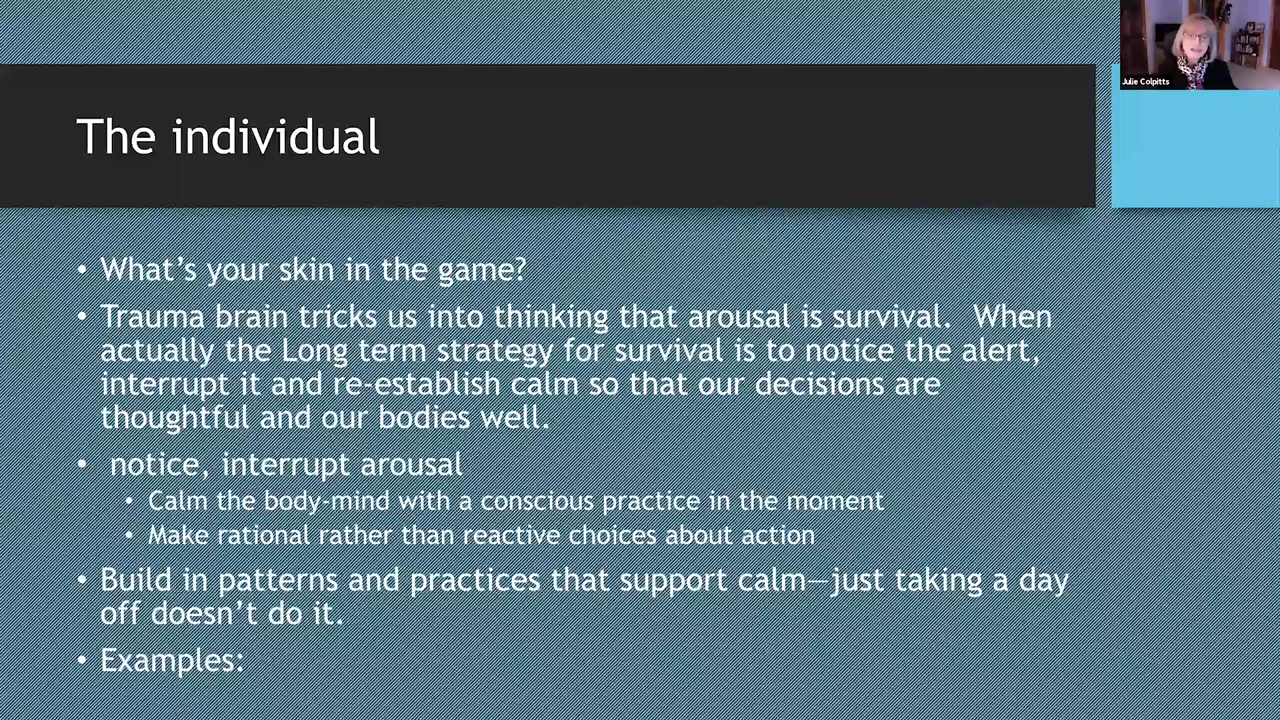 Julie Colpitts
The individual
• What’s your skin in the game?
• Trauma brain tricks us into thinking that arousal is survival.  When
actually the Long term strategy for survival is to notice the alert,
interrupt it and re-establish calm so that our decisions are
thoughtful and our bodies well.
• notice, interrupt arousal
• Calm the body-mind with a conscious practice in the moment
• Make rational rather than reactive choices about action
• Build in patterns and practices that support calm—just taking a day
off doesn’t do it.
• Examples: